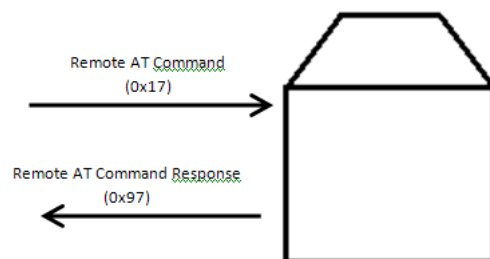 Remote AT Command
(0x17)
Remote AT Command Response
(0x97)